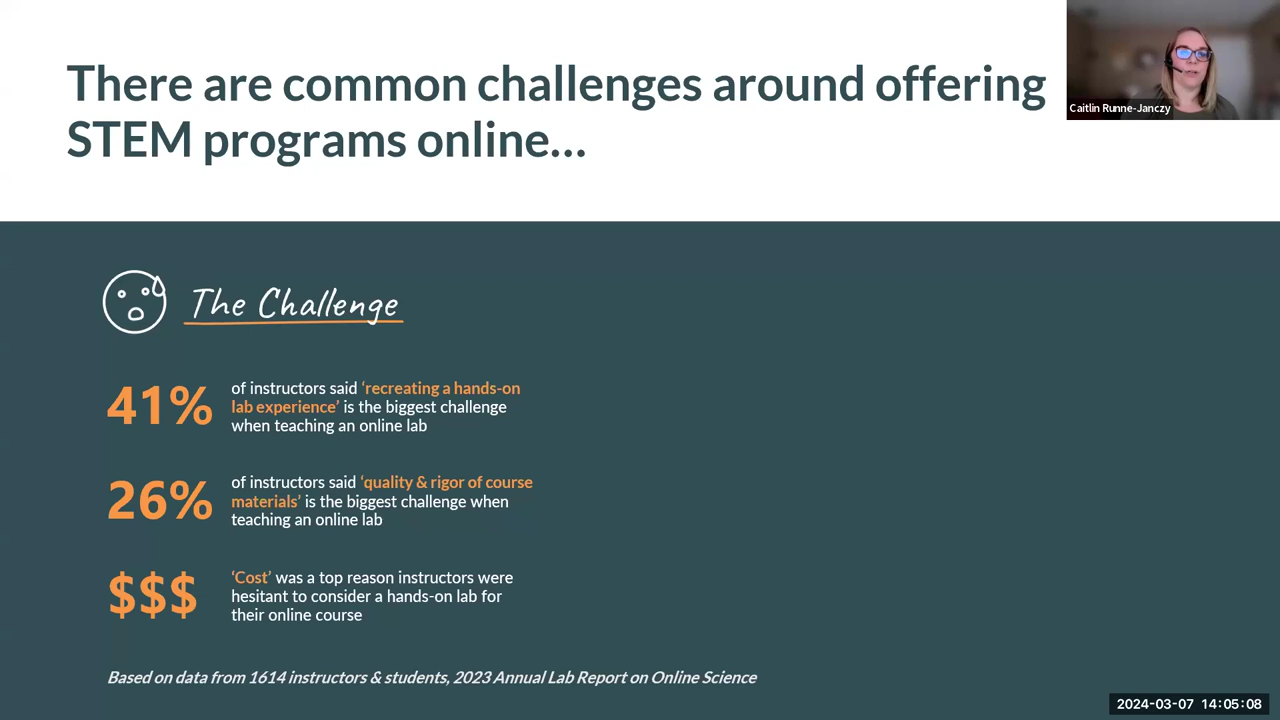 There are common challenges around offering
STEM programs online...
Caitlin Runne-Janczy
The Challenge
41%
of instructors said ‘recreating a hands-on
lab experience’ is the biggest challenge
when teaching an online lab
26%
of instructors said ‘quality & rigor of course
materials’ is the biggest challenge when
teaching an online lab
$$$
‘Cost’ was a top reason instructors were
hesitant to consider a hands-on lab for
their online course
Based on data from 1614 instructors & students, 2023 Annual Lab Report on Online Science
2024-03-07 14:05:08